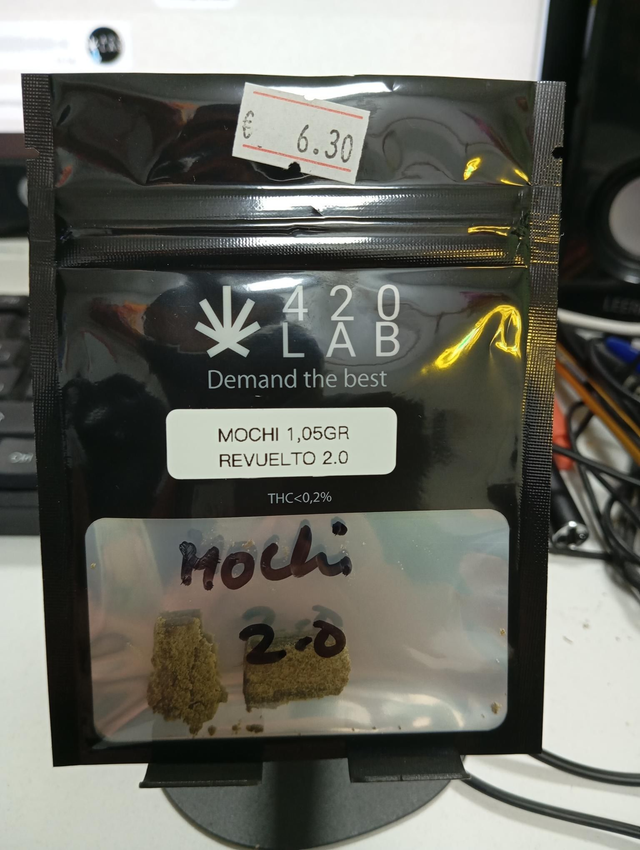 € 6.30
420
LAB
Demand the best
MOCHI 1,05GR
REVUELTO 2.0
THC<0,2%
Mochi
2.0